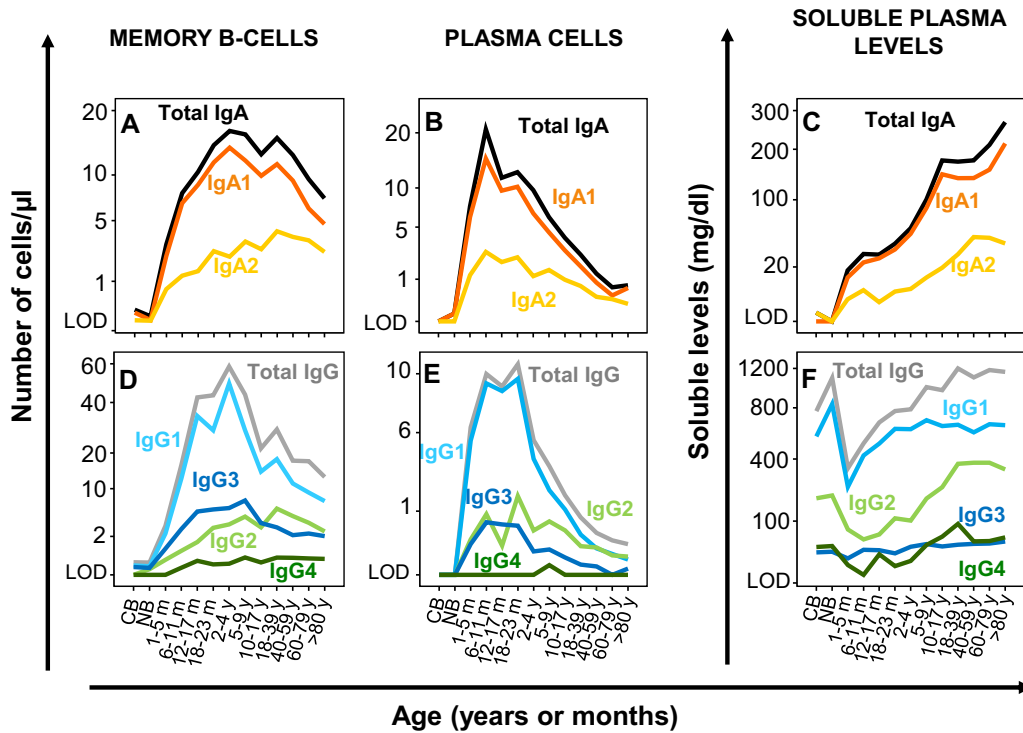 MEMORY B-CELLS
PLASMA CELLS
SOLUBLE PLASMA
LEVELS
Number of cells/µl
Soluble levels (mg/dl)
A
Total IgA
IgA1
IgA2
20
10
5
1
LOD
B
Total IgA
IgA1
IgA2
20
10
5
1
LOD
C
Total IgA
IgA1
IgA2
300
200
100
20
LOD
D
Total IgG
IgG1
IgG3
IgG2
IgG4
60
40
20
10
2
LOD
E
Total IgG
IgG1
IgG3
IgG2
10
6
1
LOD
F
Total IgG
IgG1
IgG2
IgG3
IgG4
1200
800
400
100
LOD
CB
NB
1-5 m
6-11 m
12-17 m
18-23 m
2-4 y
5-9 y
10-17 y
18-39 y
40-59 y
60-79 y
>80 y
CB
NB
1-5 m
6-11 m
12-17 m
18-23 m
2-4 y
5-9 y
10-17 y
18-39 y
40-59 y
60-79 y
>80 y
CB
NB
1-5 m
6-11 m
12-17 m
18-23 m
2-4 y
5-9 y
10-17 y
18-39 y
40-59 y
60-79 y
>80 y
Age (years or months)